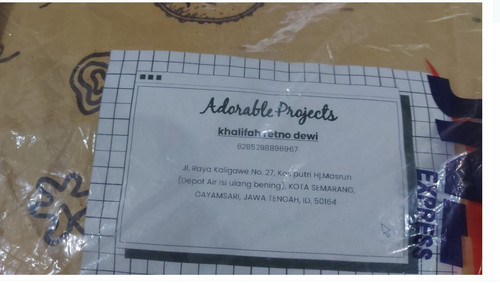 Adorable Projects
khalifah retno dewi
6285298896967
Jl. Raya Kaligawe No. 27, Kos putri Hj.Masrun
(Depot Air isi ulang bening), KOTA SEMARANG,
GAYAMSARI, JAWA TENGAH, ID, 50164
EXPRESS